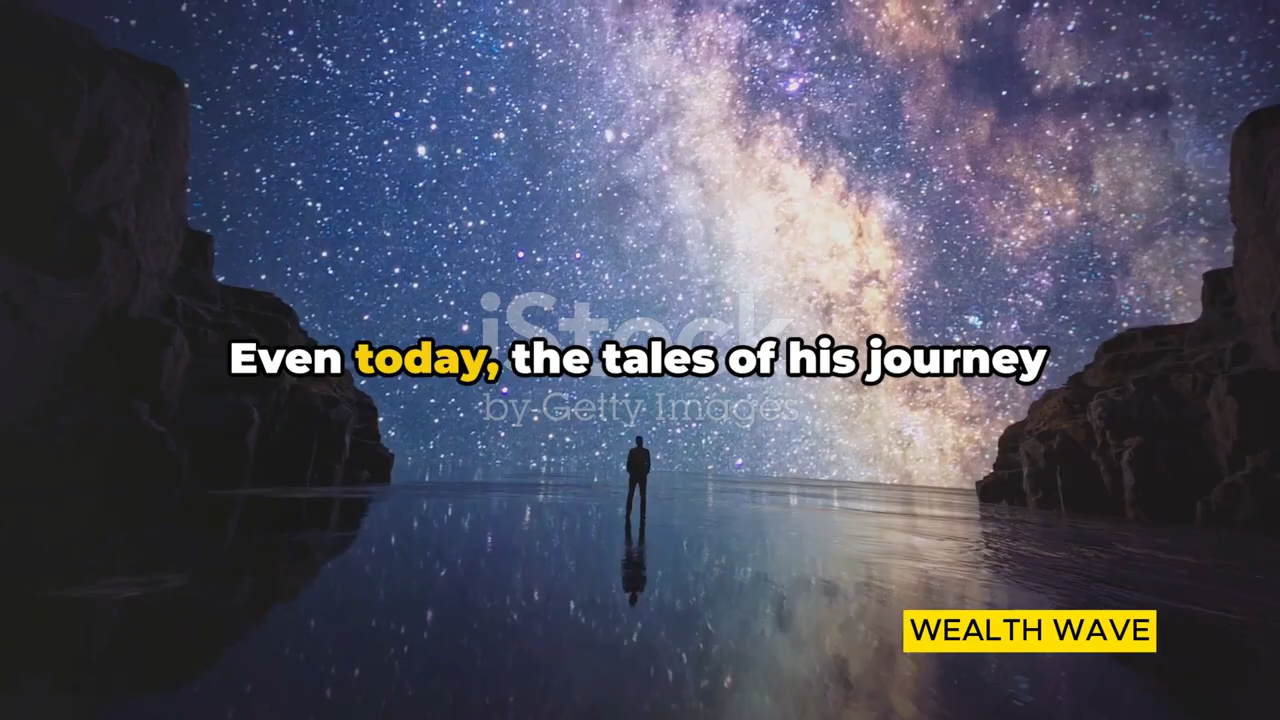 iStock
Even today, the tales of his journey
by Getty Images
WEALTH WAVE